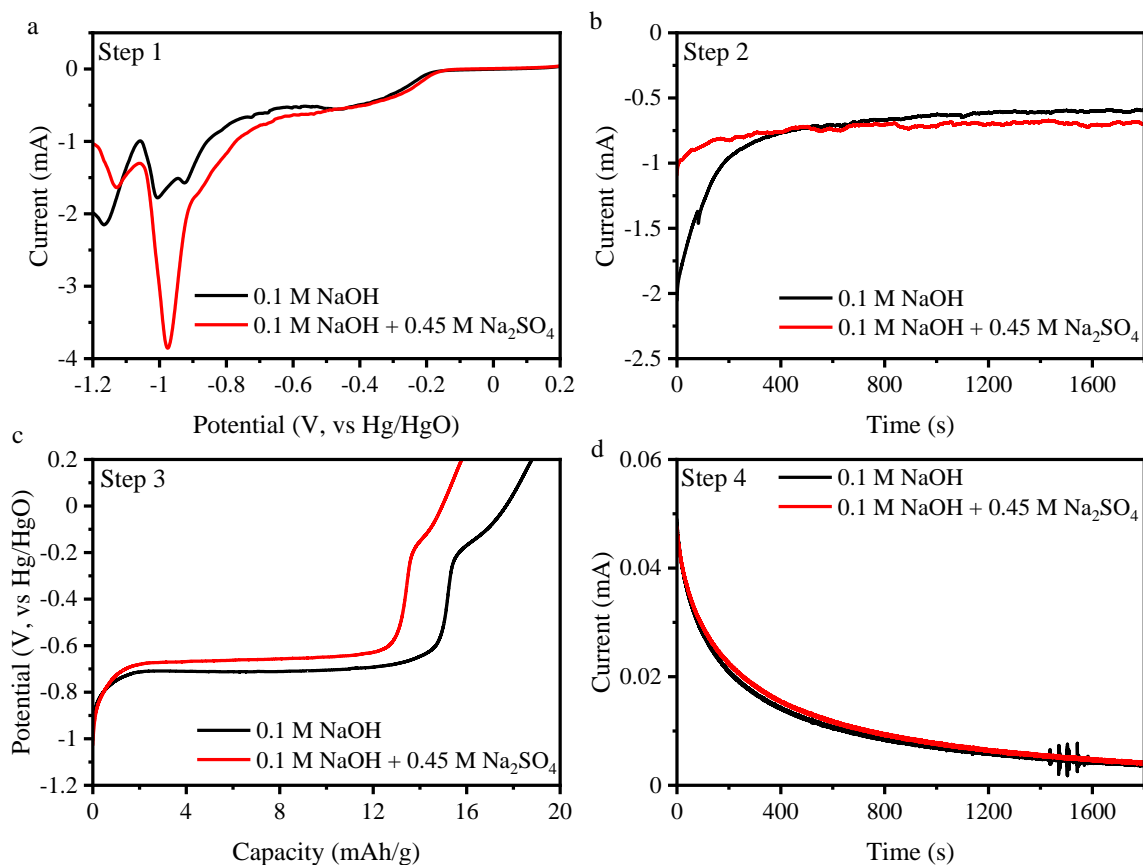 a
Step 1
0
-1
-2
-3
-4
Current (mA)
0.1 M NaOH
0.1 M NaOH + 0.45 M Na₂SO₄
-1.2 -1 -0.8 -0.6 -0.4 -0.2 0 0.2
Potential (V, vs Hg/HgO)
b
Step 2
0
-0.5
-1
-1.5
-2
-2.5
Current (mA)
0.1 M NaOH
0.1 M NaOH + 0.45 M Na₂SO₄
0 400 800 1200 1600
Time (s)
c
Step 3
0.2
0
-0.2
-0.4
-0.6
-0.8
-1
-1.2
Potential (V, vs Hg/HgO)
0.1 M NaOH
0.1 M NaOH + 0.45 M Na₂SO₄
0 4 8 12 16 20
Capacity (mAh/g)
d
Step 4
0.06
0.04
0.02
0
Current (mA)
0.1 M NaOH
0.1 M NaOH + 0.45 M Na₂SO₄
0 400 800 1200 1600
Time (s)